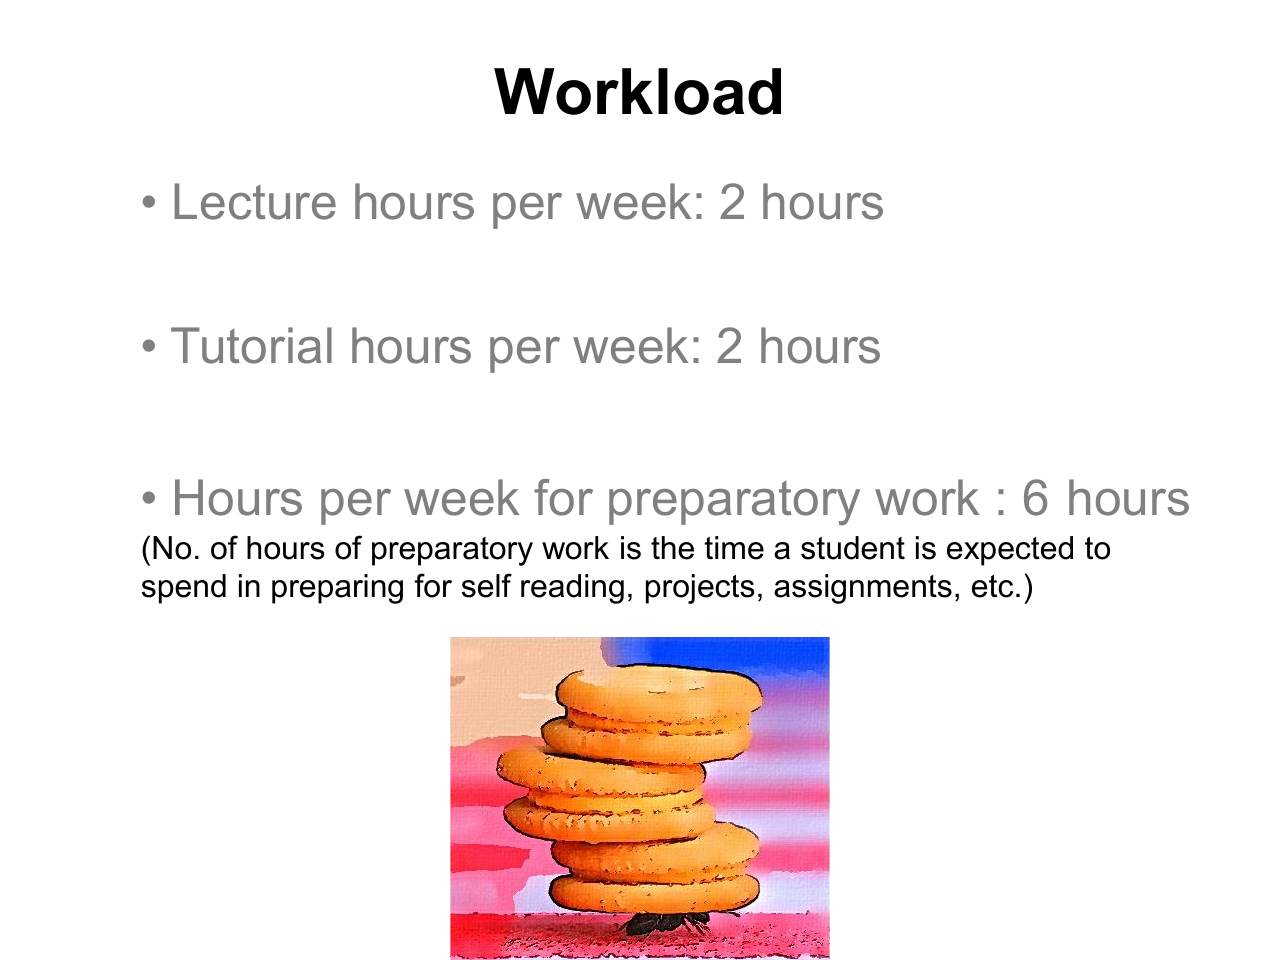 Workload
• Lecture hours per week: 2 hours
• Tutorial hours per week: 2 hours
• Hours per week for preparatory work : 6 hours
(No. of hours of preparatory work is the time a student is expected to
spend in preparing for self reading, projects, assignments, etc.)